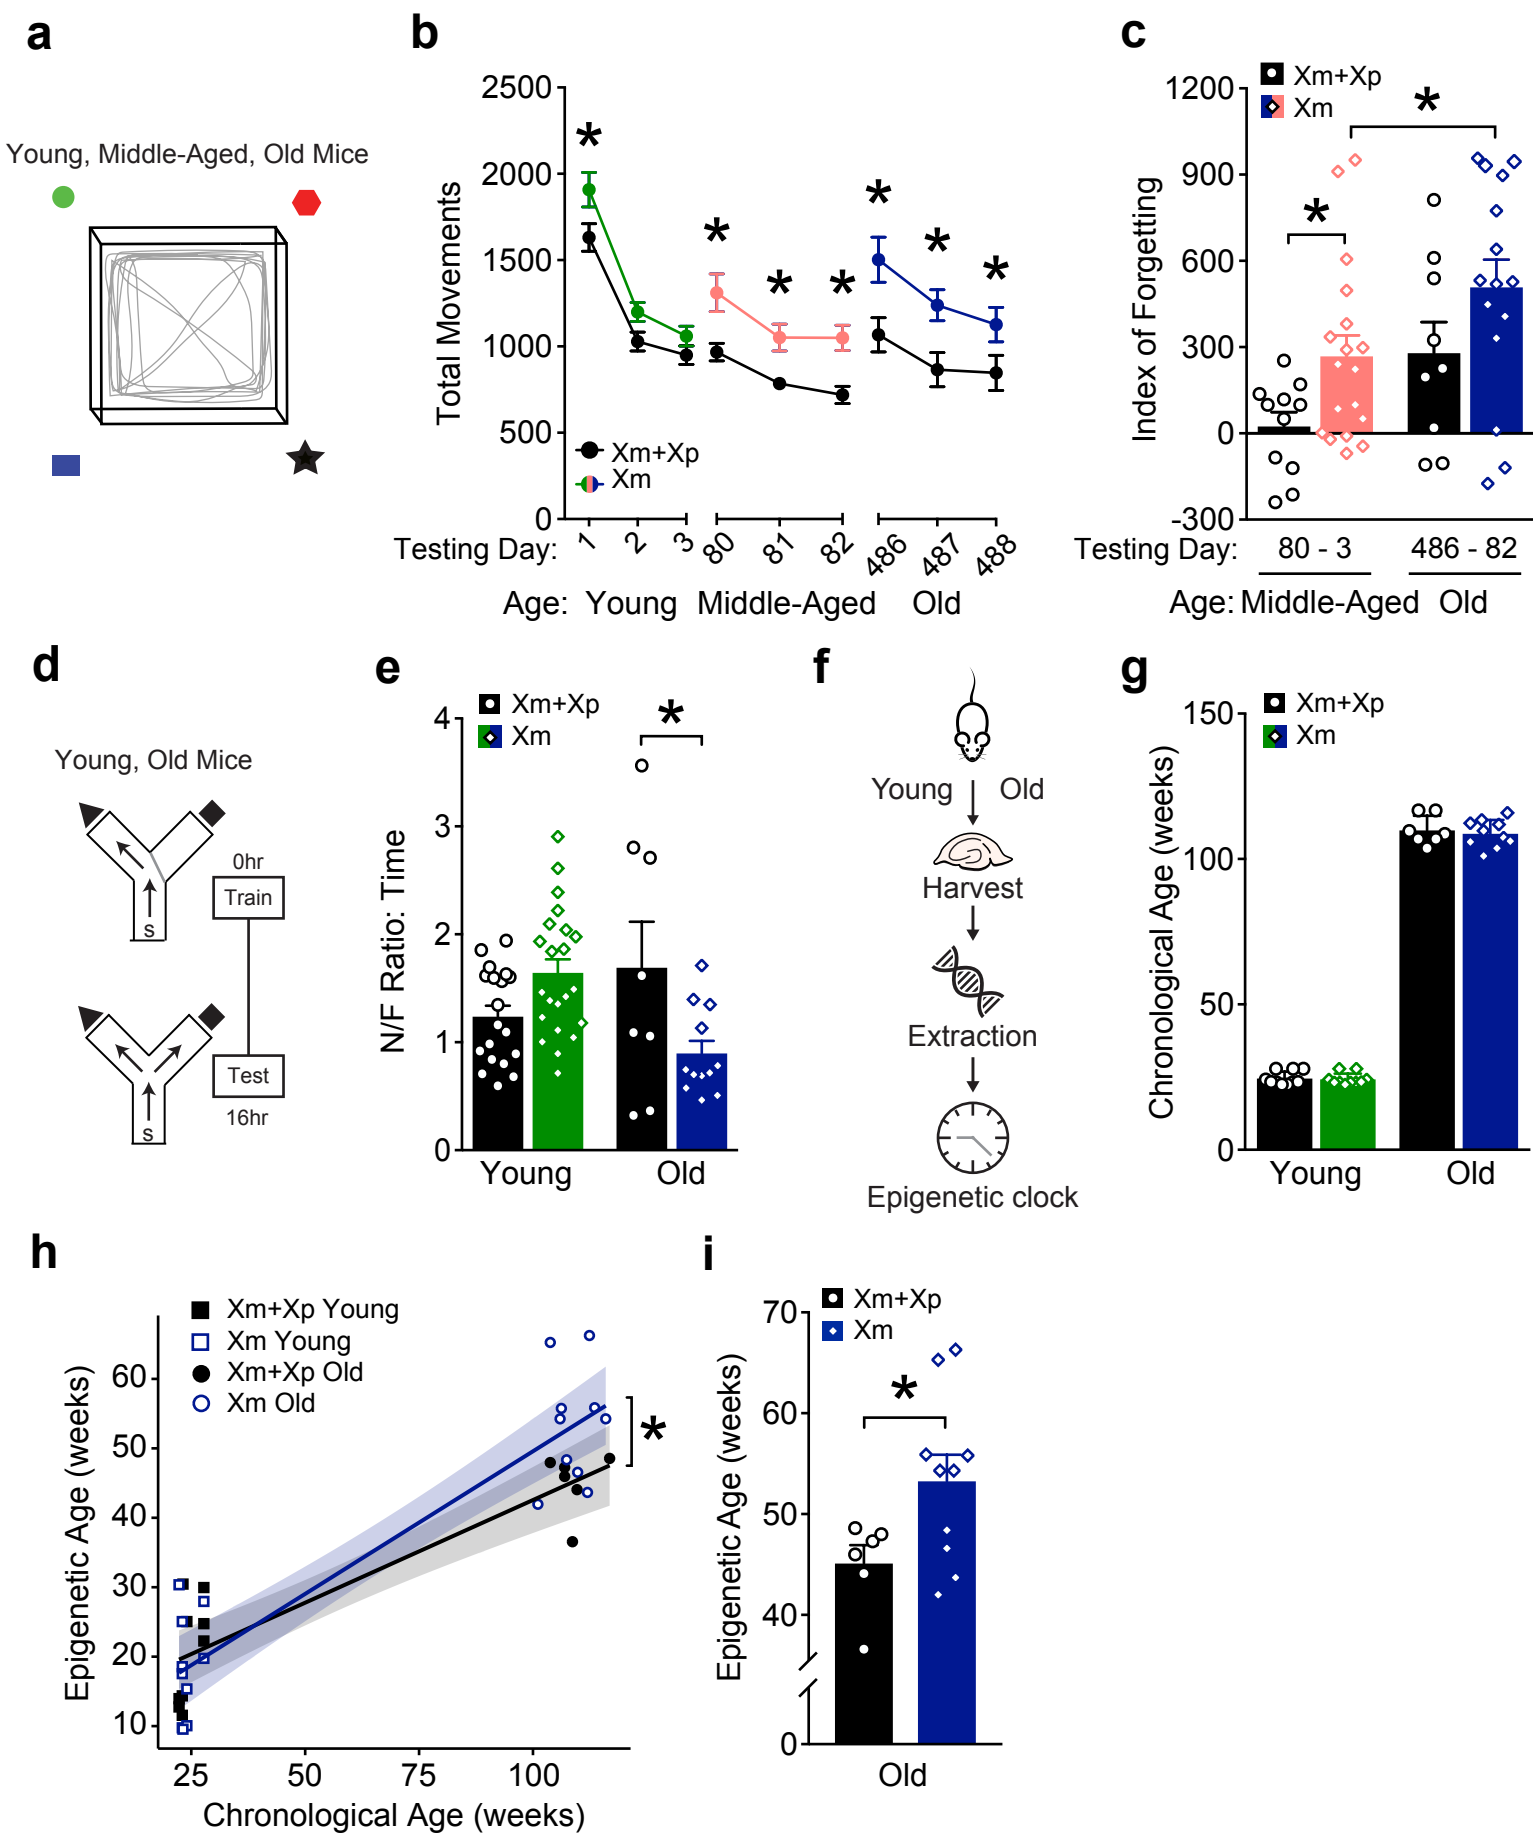 a
Young, Middle-Aged, Old Mice
b
Total Movements
2500
2000
1500
1000
500
0
Xm+Xp
Xm
Testing Day: 1 2 3 80 81 82 486 487 488
Age: Young Middle-Aged Old
* * * * * * *
c
Index of Forgetting
1200
900
600
300
0
-300
Xm+Xp
Xm
* *
Testing Day: 80 - 3 486 - 82
Age: Middle-Aged Old
d
Young, Old Mice
s
0hr
Train
s
Test
16hr
e
N/F Ratio: Time
4
3
2
1
0
Xm+Xp
Xm
*
Young Old
f
Young Old
Harvest
Extraction
Epigenetic clock
g
Chronological Age (weeks)
150
100
50
0
Xm+Xp
Xm
Young Old
h
Epigenetic Age (weeks)
60
50
40
30
20
10
Xm+Xp Young
Xm Young
Xm+Xp Old
Xm Old
*
25 50 75 100
Chronological Age (weeks)
i
Epigenetic Age (weeks)
70
60
50
40
0
Xm+Xp
Xm
*
Old